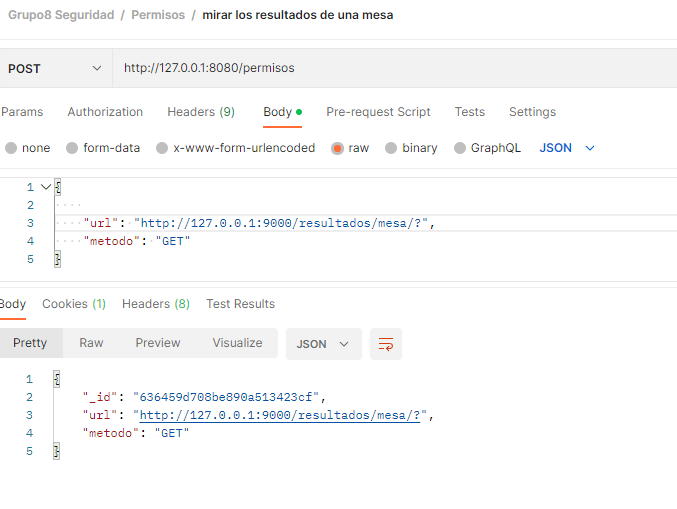 Grupo8 Seguridad / Permisos / mirar los resultados de una mesa
POST http://127.0.0.1:8080/permisos
Params Authorization Headers (9) Body Pre-request Script Tests Settings
none form-data x-www-form-urlencoded raw binary GraphQL JSON
1 {
2
3 "url": "http://127.0.0.1:9000/resultados/mesa/?",
4 "metodo": "GET"
5 }
Body Cookies (1) Headers (8) Test Results
Pretty Raw Preview Visualize JSON
1 {
2 "_id": "636459d708be890a513423cf",
3 "url": "http://127.0.0.1:9000/resultados/mesa/?",
4 "metodo": "GET"
5 }